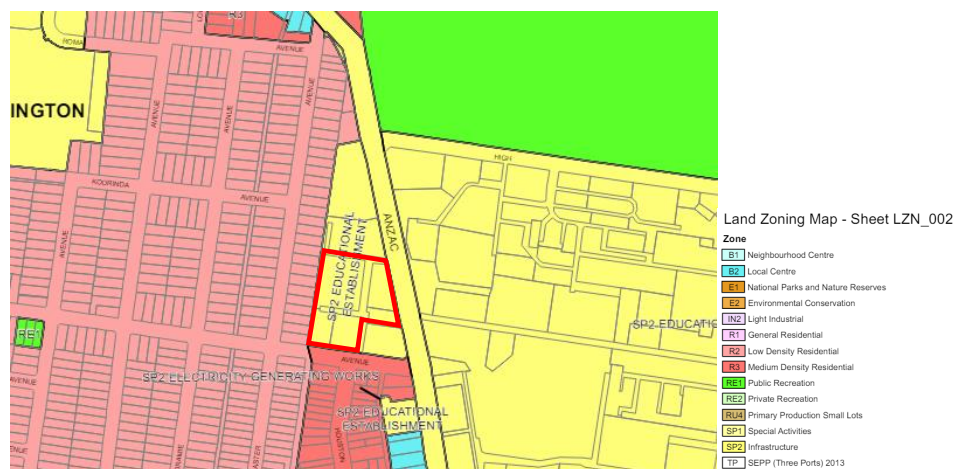 R3
ROMA
AVENUE
INGTON
AVENUE
AVENUE
AVENUE
HIGH
KOORINDA
AVENUE
AVENUE
ANZAC
SP2 EDUCATIONAL
ESTABLISHMENT
SP2 EDUCATIO
RE1
AVENUE
SP2 ELECTRICITY GENERATING WORKS
AVENUE
SP2 EDUCATIONAL
ESTABLISHMENT
HOUSTON
Land Zoning Map - Sheet LZN_002
Zone
B1 Neighbourhood Centre
B2 Local Centre
E1 National Parks and Nature Reserves
E2 Environmental Conservation
IN2 Light Industrial
R1 General Residential
R2 Low Density Residential
R3 Medium Density Residential
RE1 Public Recreation
RE2 Private Recreation
RU4 Primary Production Small Lots
SP1 Special Activities
SP2 Infrastructure
TP SEPP (Three Ports) 2013